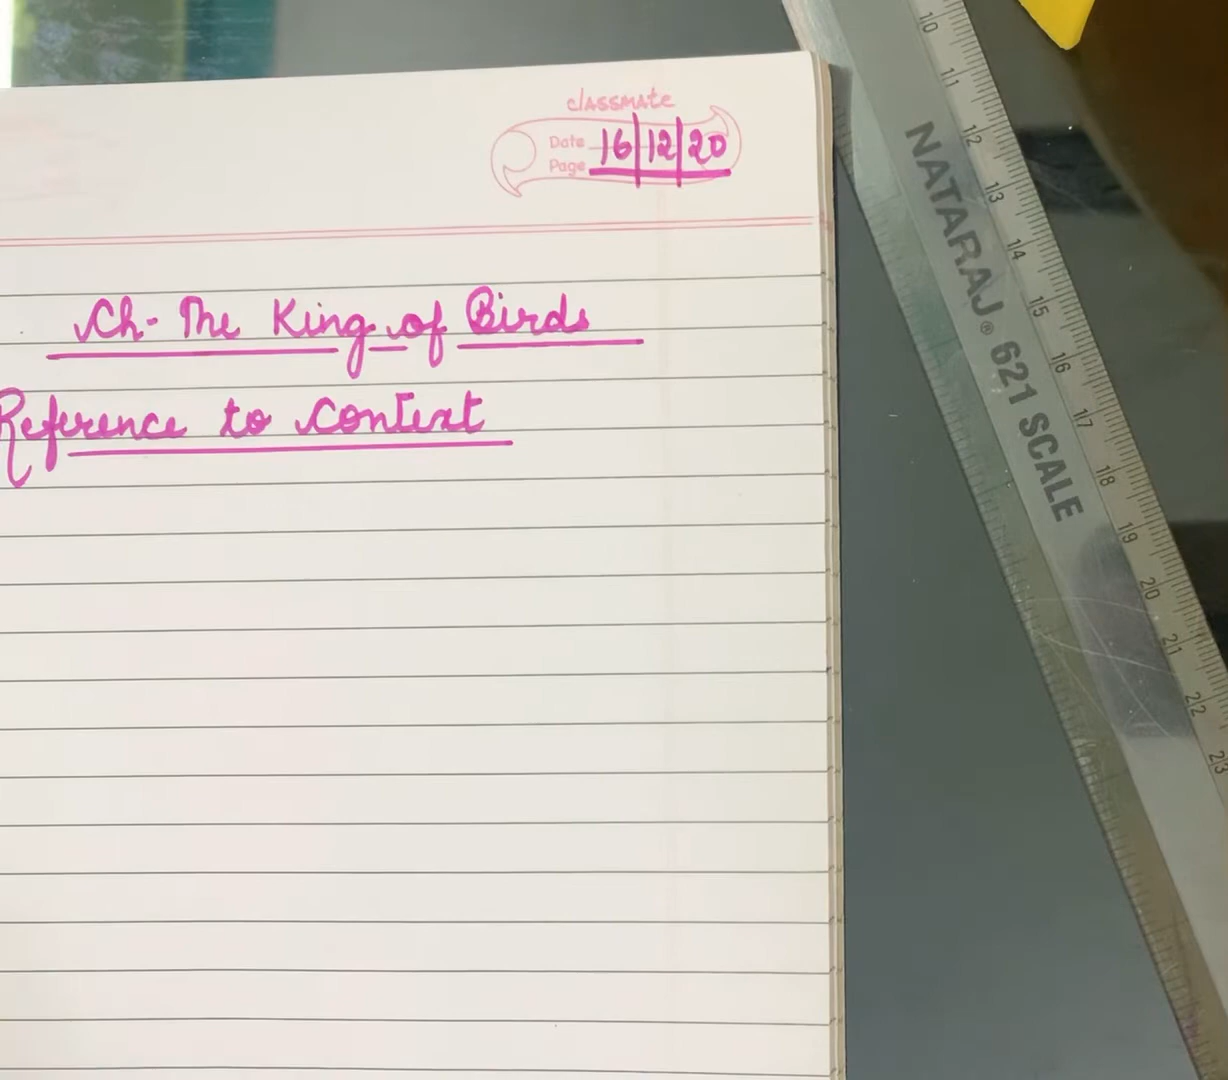 classmate
Date 16/12/20
Page
Ch- The King of Birds
Reference to Context
NATARAJ® 621 SCALE
10 11 12 13 14 15 16 17 18 19 20 21 22 23